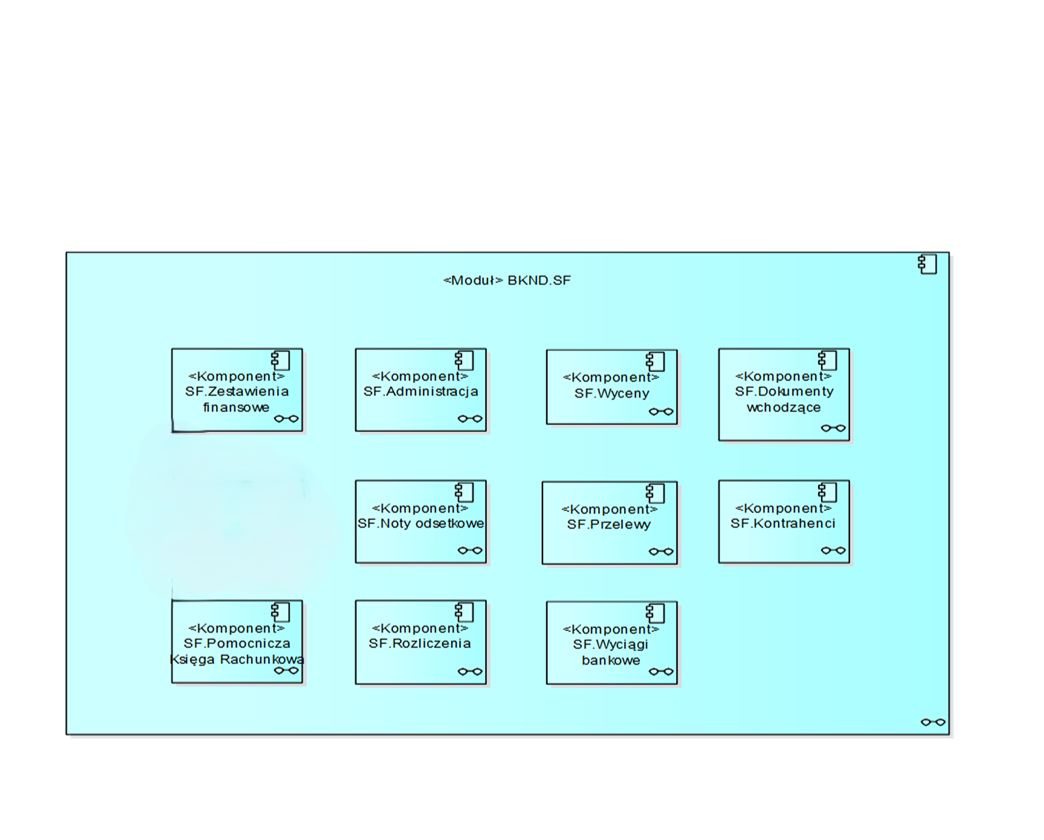 <Moduł> BKND.SF
<Komponent>
SF.Zestawienia
finansowe
<Komponent>
SF.Administracja
<Komponent>
SF.Wyceny
<Komponent>
SF.Dokumenty
wchodzące
<Komponent>
SF.Noty odsetkowe
<Komponent>
SF.Przelewy
<Komponent>
SF.Kontrahenci
<Komponent>
SF.Pomocnicza
Księga Rachunkowa
<Komponent>
SF.Rozliczenia
<Komponent>
SF.Wyciągi
bankowe